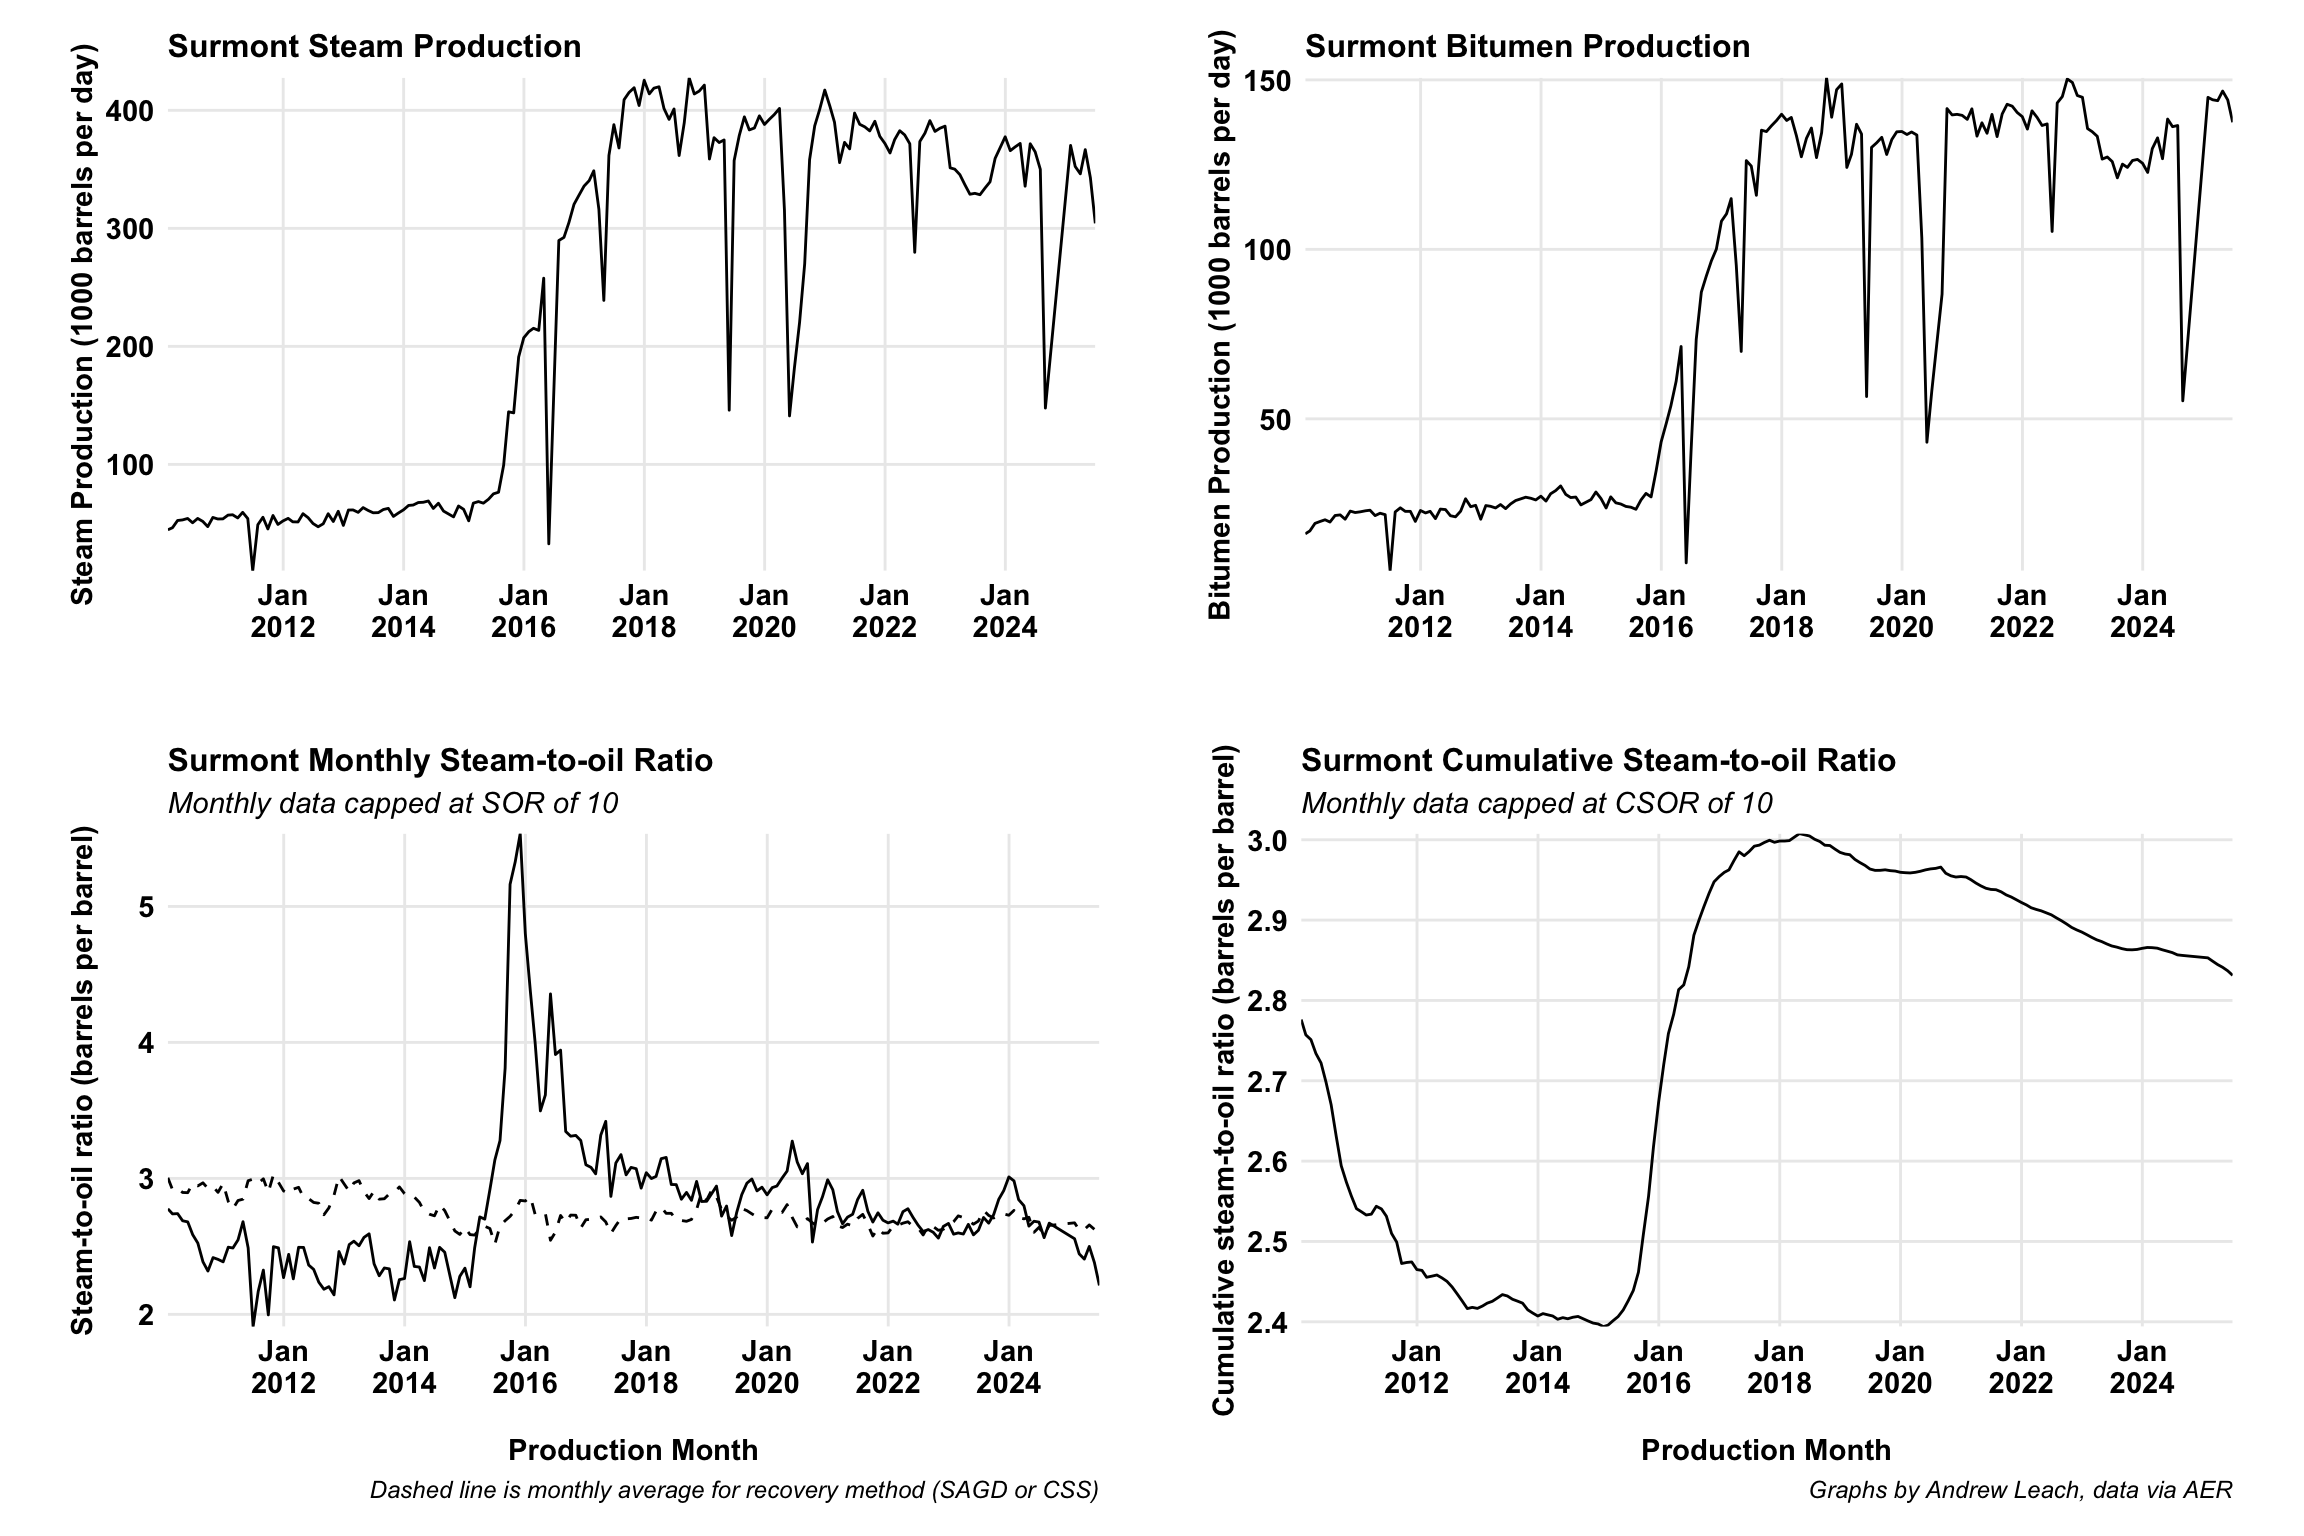 Surmont Steam Production
Steam Production (1000 barrels per day)
400
300
200
100
Jan 2012
Jan 2014
Jan 2016
Jan 2018
Jan 2020
Jan 2022
Jan 2024
Surmont Bitumen Production
Bitumen Production (1000 barrels per day)
150
100
50
Jan 2012
Jan 2014
Jan 2016
Jan 2018
Jan 2020
Jan 2022
Jan 2024
Surmont Monthly Steam-to-oil Ratio
Monthly data capped at SOR of 10
Steam-to-oil ratio (barrels per barrel)
5
4
3
2
Jan 2012
Jan 2014
Jan 2016
Jan 2018
Jan 2020
Jan 2022
Jan 2024
Production Month
Dashed line is monthly average for recovery method (SAGD or CSS)
Surmont Cumulative Steam-to-oil Ratio
Monthly data capped at CSOR of 10
Cumulative steam-to-oil ratio (barrels per barrel)
3.0
2.9
2.8
2.7
2.6
2.5
2.4
Jan 2012
Jan 2014
Jan 2016
Jan 2018
Jan 2020
Jan 2022
Jan 2024
Production Month
Graphs by Andrew Leach, data via AER